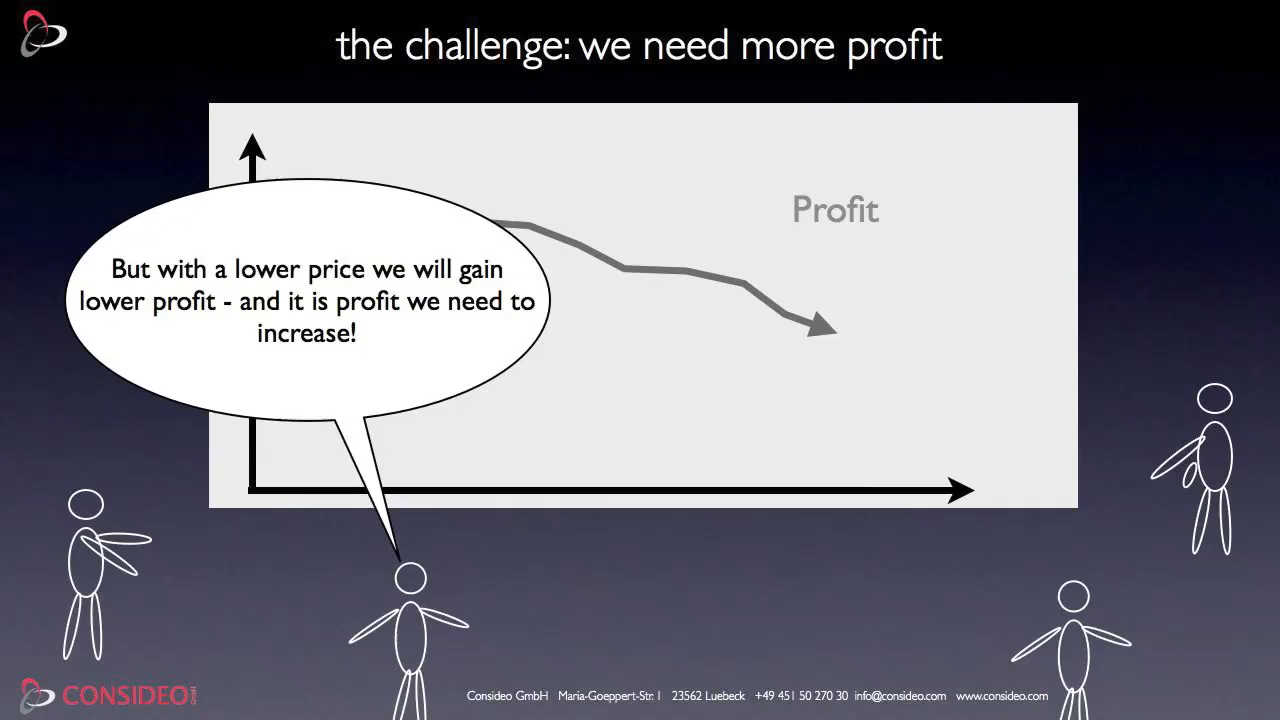 the challenge: we need more profit
Profit
But with a lower price we will gain
lower profit - and it is profit we need to
increase!
CONSIDEO GmbH
Consideo GmbH Maria-Goeppert-Str. 1 23562 Luebeck +49 451 50 270 30 info@consideo.com www.consideo.com